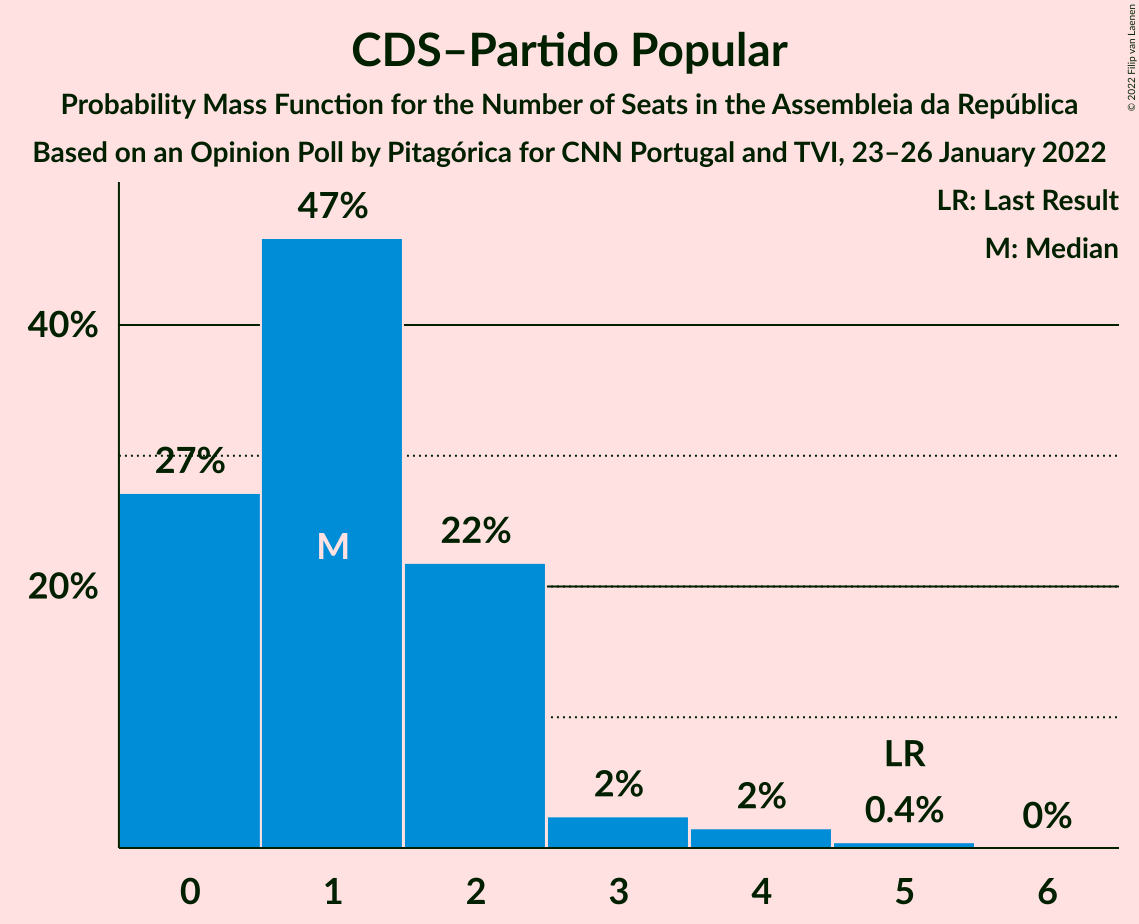 CDS–Partido Popular
Probability Mass Function for the Number of Seats in the Assembleia da República
Based on an Opinion Poll by Pitagórica for CNN Portugal and TVI, 23–26 January 2022
© 2022 Filip van Laenen
LR: Last Result
M: Median
47%
40%
27%
M
22%
20%
LR
2%
2%
0.4%
0%
0 1 2 3 4 5 6